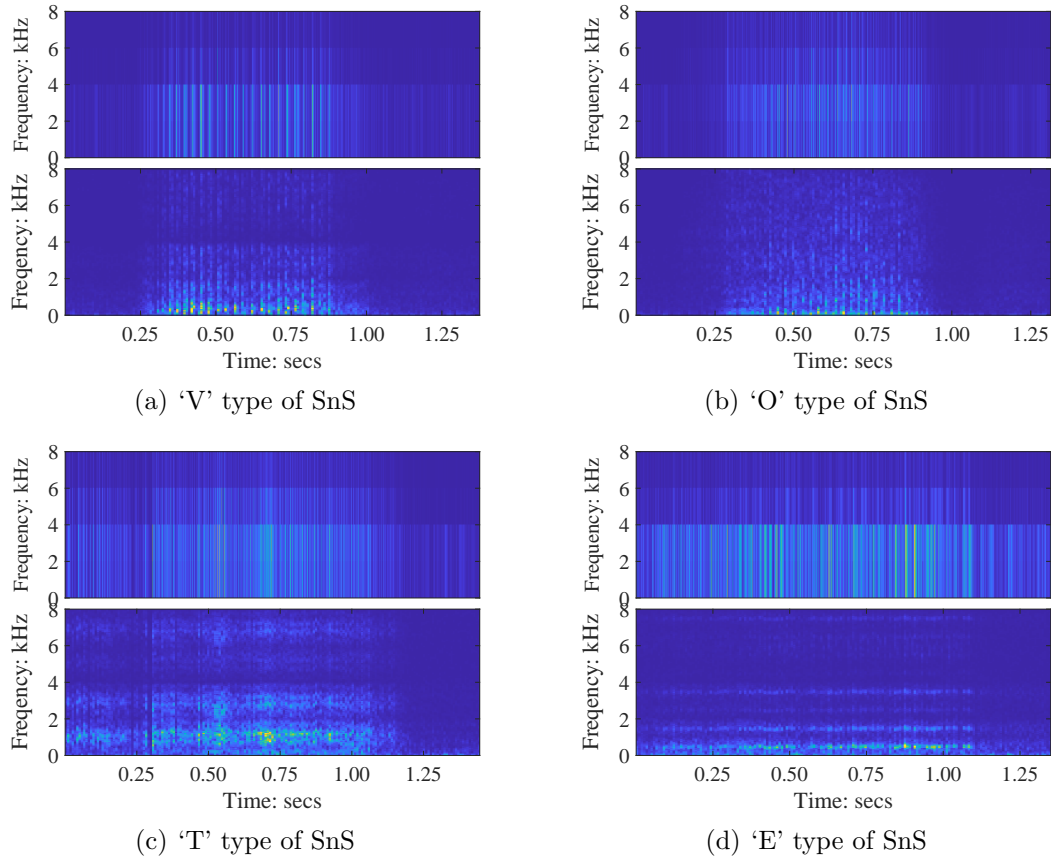 8
6
4
2
0
Frequency: kHz
8
6
4
2
0
Freqency: kHz
0.25 0.50 0.75 1.00 1.25
Time: secs
(a) ‘V’ type of SnS
8
6
4
2
0
Frequency: kHz
8
6
4
2
0
Freqency: kHz
0.25 0.50 0.75 1.00 1.25
Time: secs
(b) ‘O’ type of SnS
8
6
4
2
0
Frequency: kHz
8
6
4
2
0
Freqency: kHz
0.25 0.50 0.75 1.00 1.25
Time: secs
(c) ‘T’ type of SnS
8
6
4
2
0
Frequency: kHz
8
6
4
2
0
Freqency: kHz
0.25 0.50 0.75 1.00 1.25
Time: secs
(d) ‘E’ type of SnS